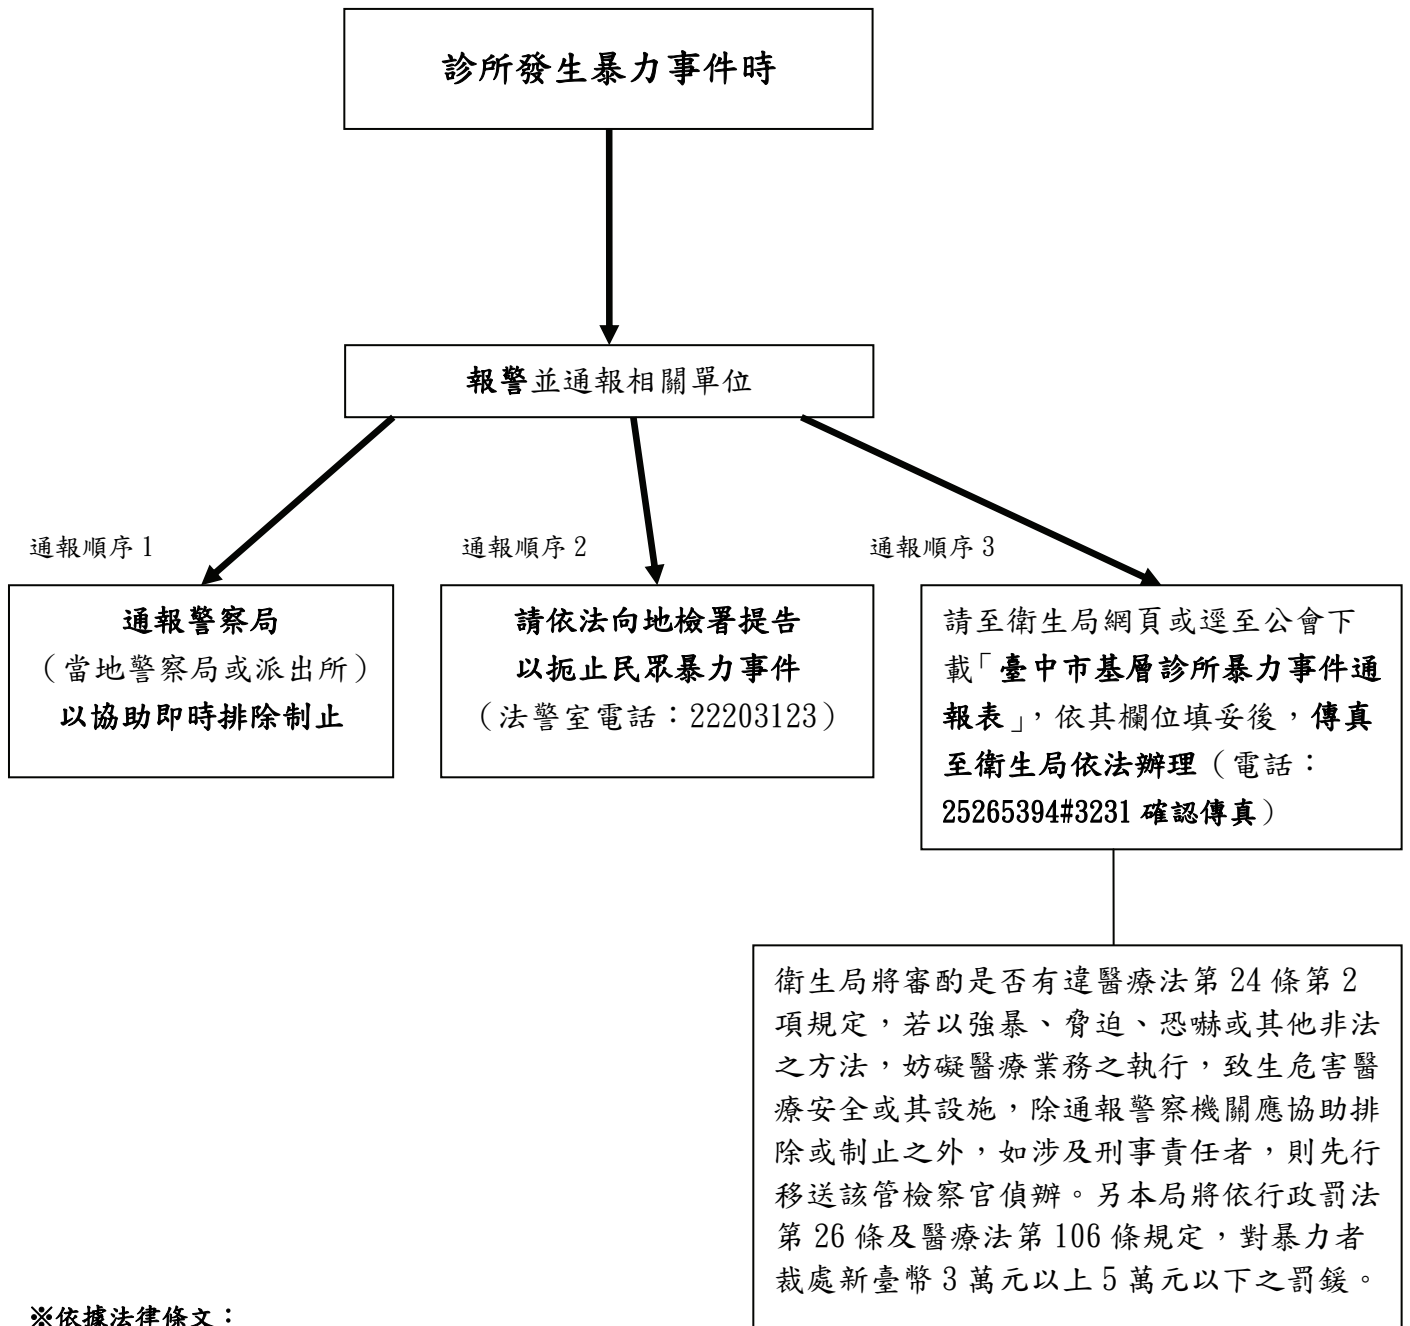 診所發生暴力事件時
報警並通報相關單位
通報順序 1
通報警察局
（當地警察局或派出所）
以協助即時排除制止
通報順序 2
請依法向地檢署提告
以扼止民眾暴力事件
（法警室電話：22203123）
通報順序 3
請至衛生局網頁或逕至公會下
載「臺中市基層診所暴力事件通
報表」，依其欄位填妥後，傳真
至衛生局依法辦理（電話：
25265394#3231 確認傳真）
衛生局將審酌是否有違醫療法第 24 條第 2
項規定，若以強暴、脅迫、恐嚇或其他非法
之方法，妨礙醫療業務之執行，致生危害醫
療安全或其設施，除通報警察機關應協助排
除或制止之外，如涉及刑事責任者，則先行
移送該管檢察官偵辦。另本局將依行政罰法
第 26 條及醫療法第 106 條規定，對暴力者
裁處新臺幣 3 萬元以上 5 萬元以下之罰鍰。
※依據法律條文：